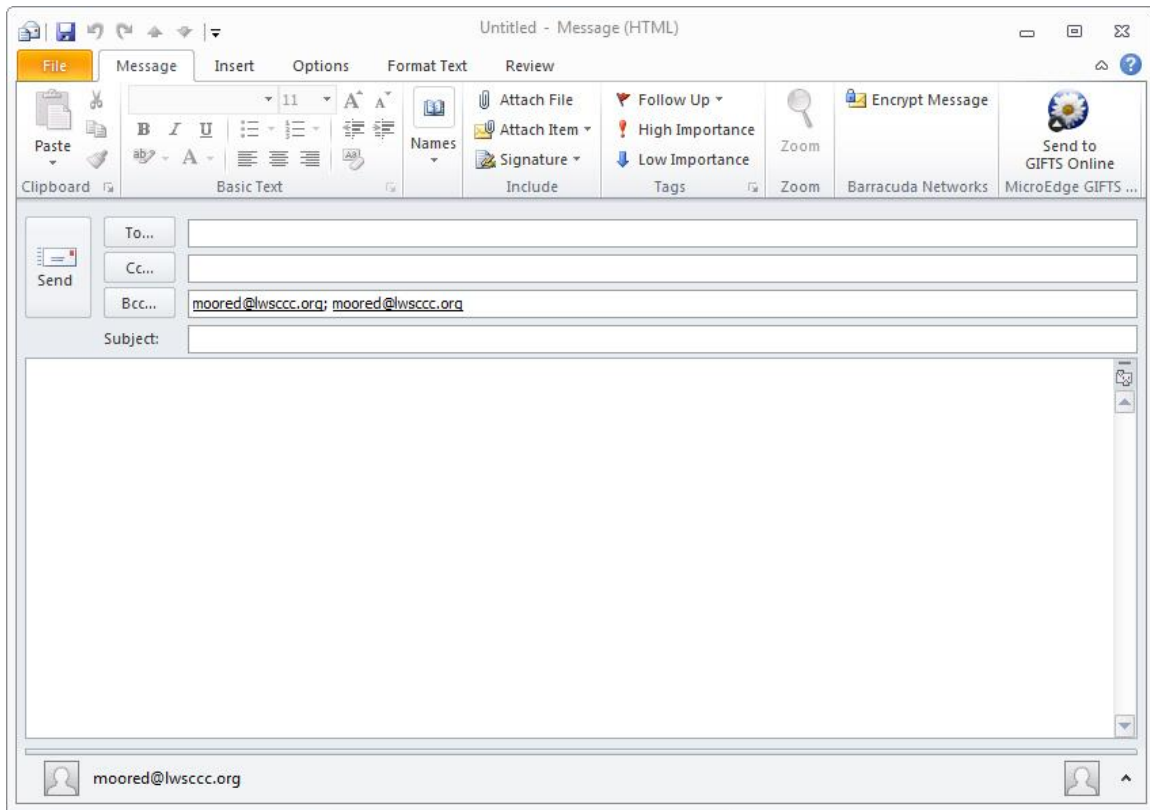 Untitled - Message (HTML)
File Message Insert Options Format Text Review
Paste
Clipboard
11
B I U
Basic Text
Names
Attach File
Attach Item
Signature
Include
Follow Up
High Importance
Low Importance
Tags
Zoom
Zoom
Encrypt Message
Barracuda Networks
Send to
GIFTS Online
MicroEdge GIFTS ...
Send
To...
Cc...
Bcc... moored@lwsccc.org; moored@lwsccc.org
Subject:
moored@lwsccc.org